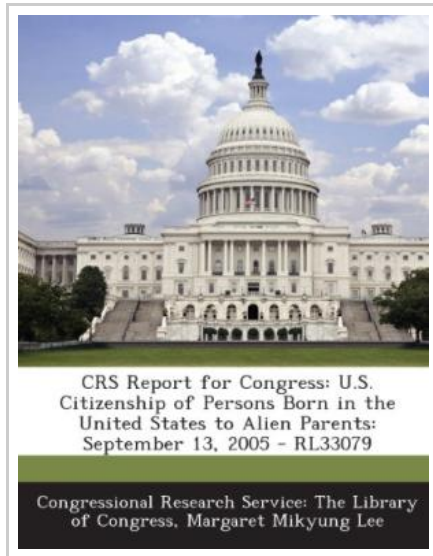 CRS Report for Congress: U.S.
Citizenship of Persons Born in the
United States to Alien Parents:
September 13, 2005 - RL33079
Congressional Research Service: The Library
of Congress, Margaret Mikyung Lee